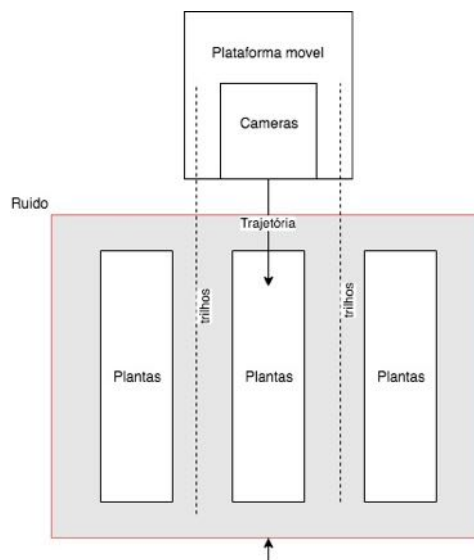 Plataforma movel
Cameras
Ruido
Trajetória
trilhos
trilhos
Plantas
Plantas
Plantas